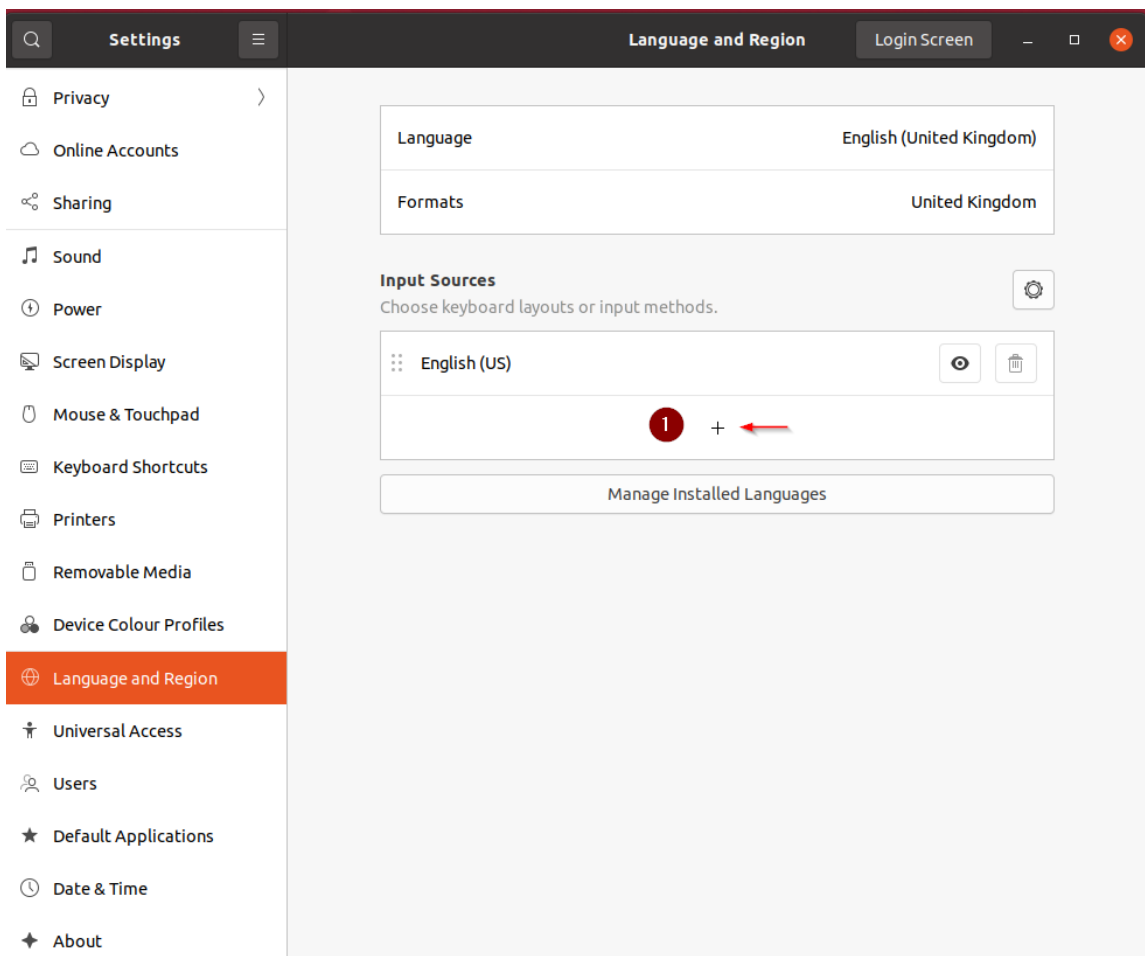 Settings
Language and Region
Login Screen
Privacy
Online Accounts
Sharing
Sound
Power
Screen Display
Mouse & Touchpad
Keyboard Shortcuts
Printers
Removable Media
Device Colour Profiles
Language and Region
Universal Access
Users
Default Applications
Date & Time
About
Language English (United Kingdom)
Formats United Kingdom
Input Sources
Choose keyboard layouts or input methods.
English (US)
1 +
Manage Installed Languages